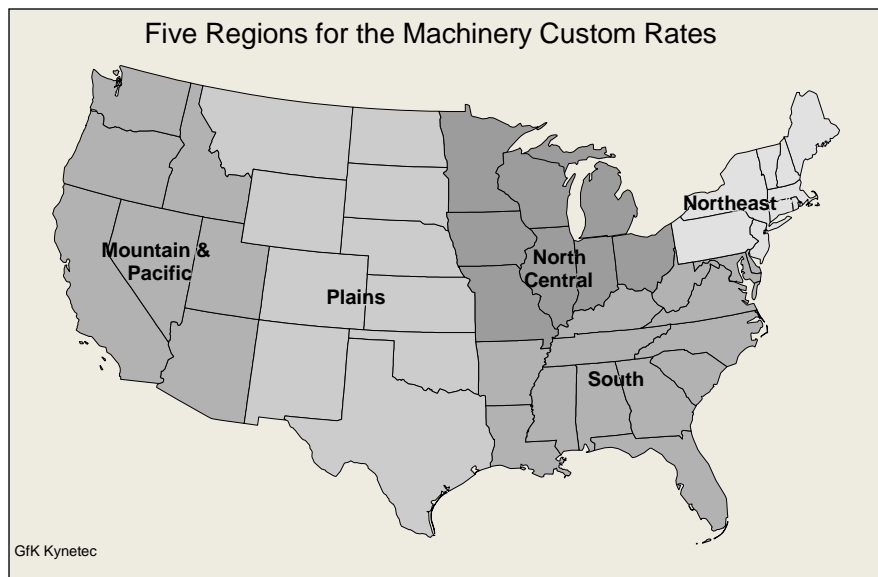 Five Regions for the Machinery Custom Rates
Northeast
Mountain &
Pacific
North
Central
Plains
South
GfK Kynetec